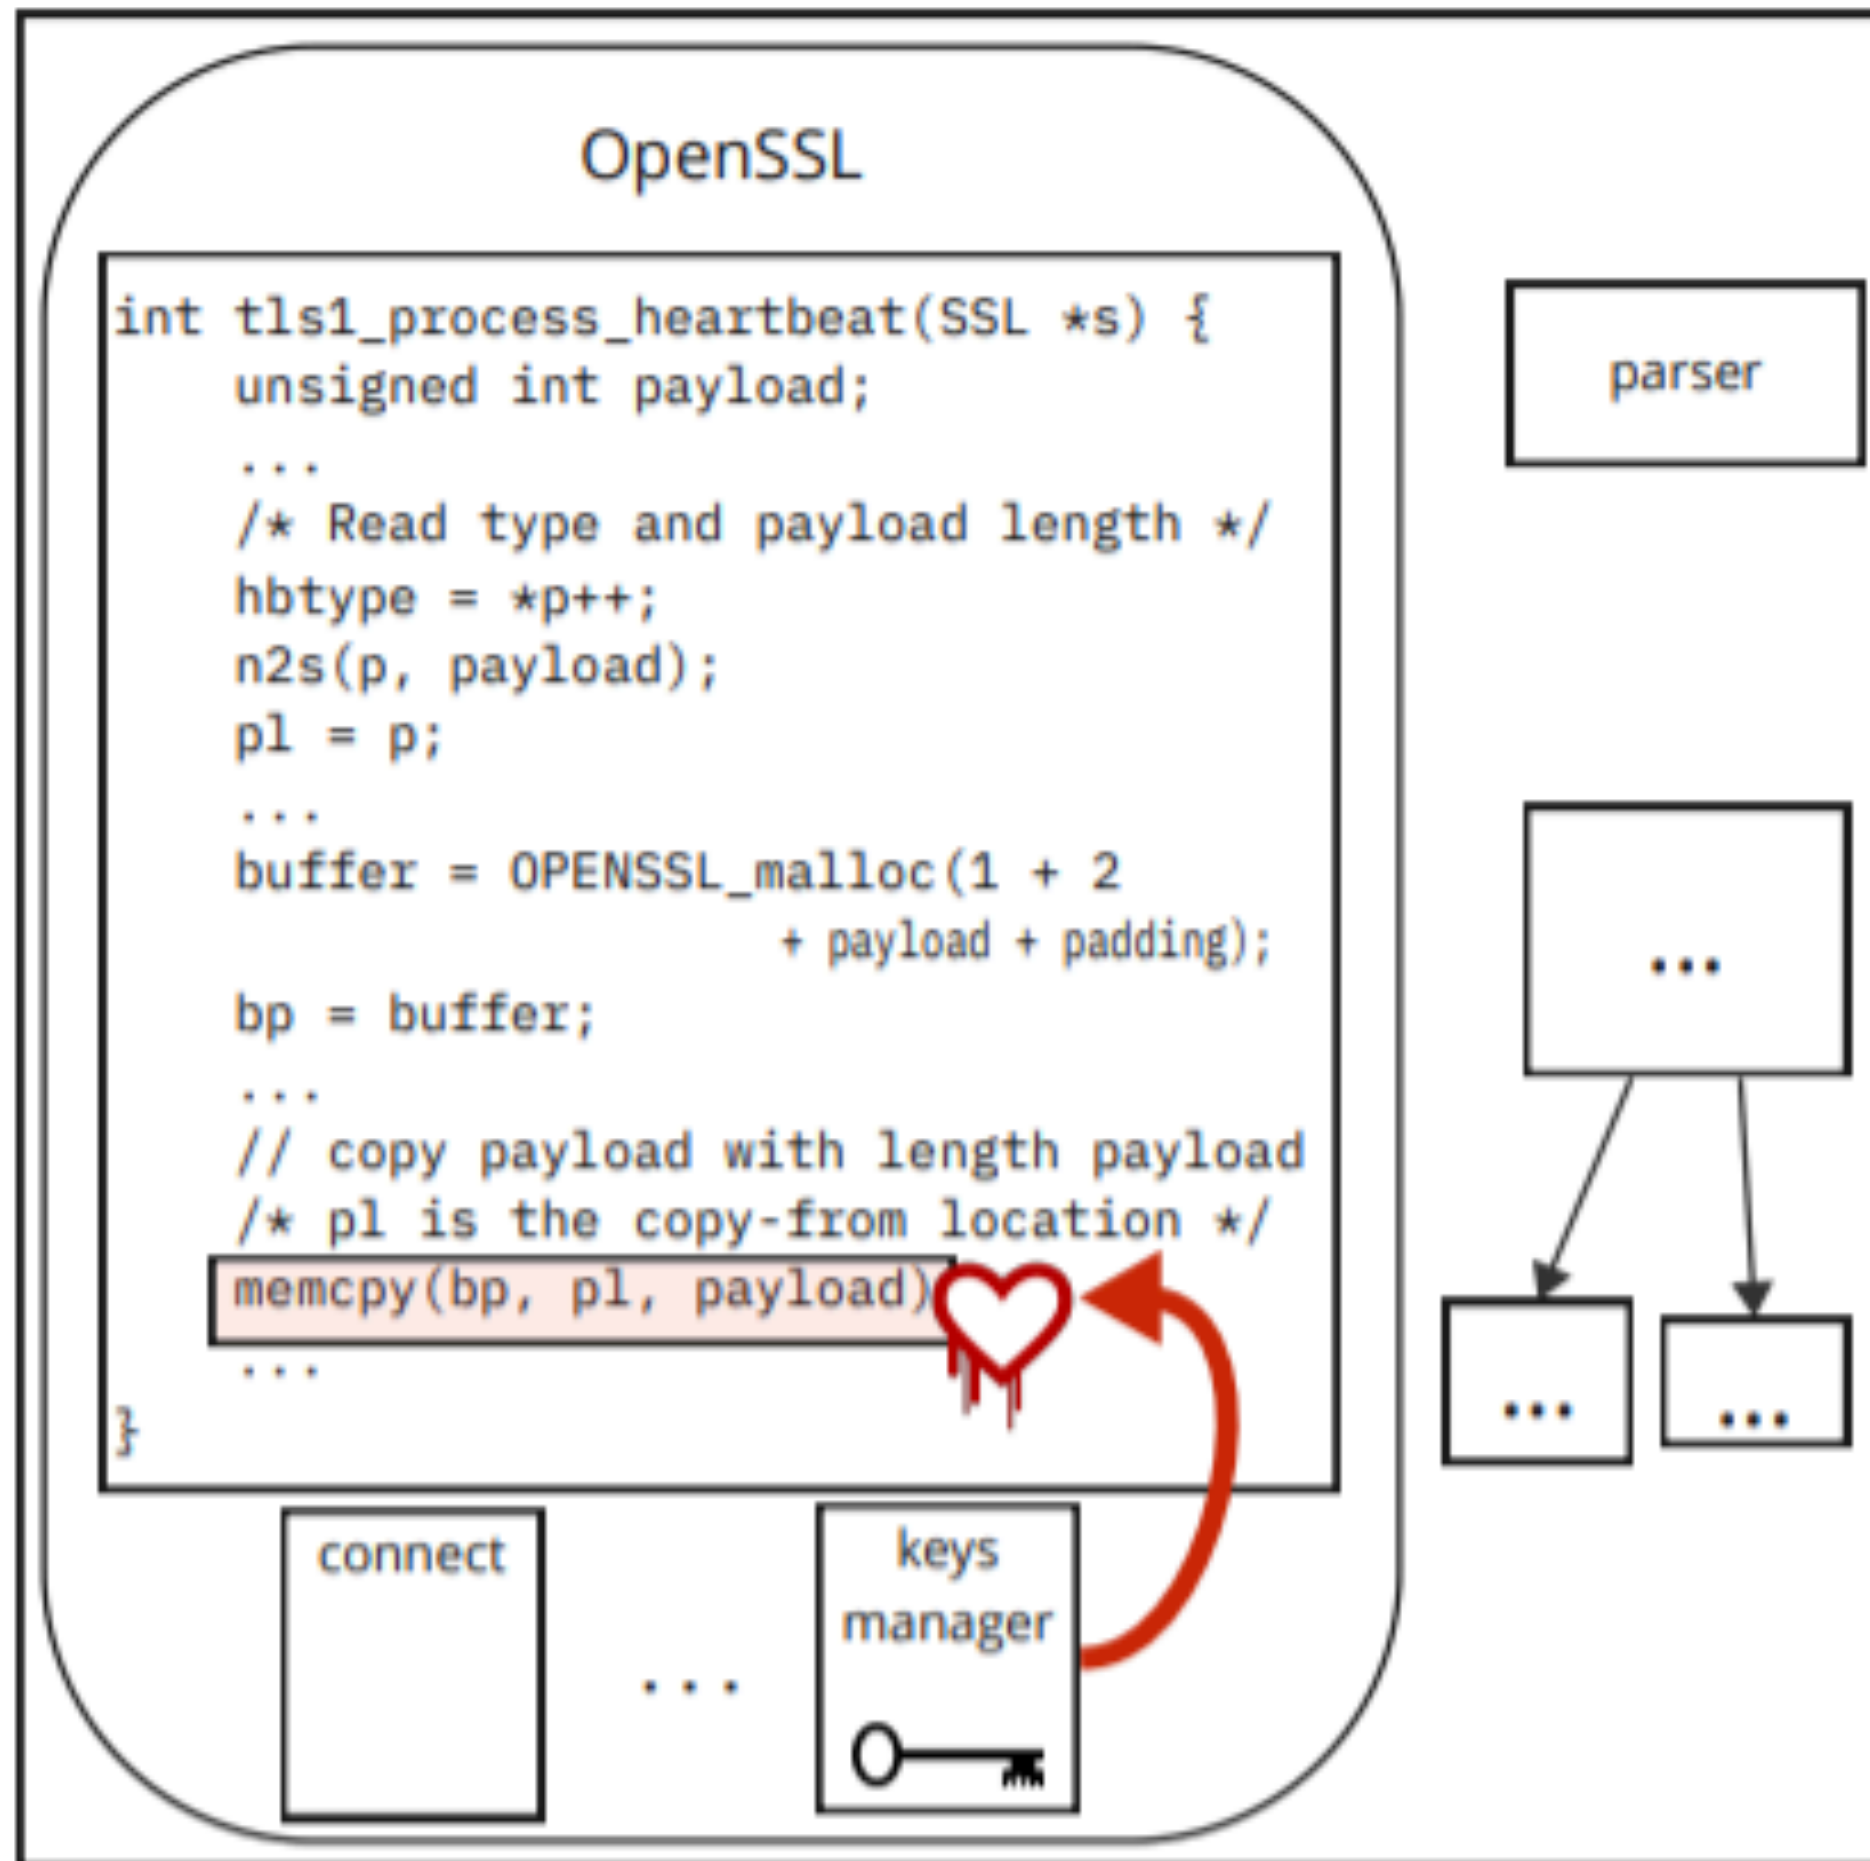 OpenSSL
int tls1_process_heartbeat(SSL *s) {
unsigned int payload;
...
/* Read type and payload length */
hbtype = *p++;
n2s(p, payload);
pl = p;
...
buffer = OPENSSL_malloc(1 + 2
+ payload + padding);
bp = buffer;
...
// copy payload with length payload
/* pl is the copy-from location */
memcpy(bp, pl, payload)
...
}
connect
...
keys
manager
parser
...
...
...